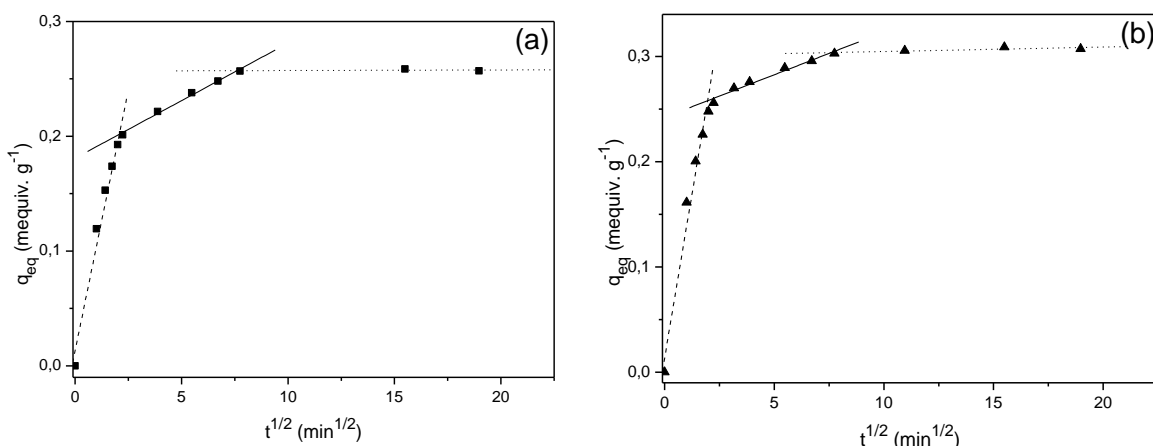 (a)
0,3
0,2
0,1
0,0
q_eq (mequiv. g^-1)
0 5 10 15 20
t^1/2 (min^1/2)
(b)
0,3
0,2
0,1
0,0
q_eq (mequiv. g^-1)
0 5 10 15 20
t^1/2 (min^1/2)